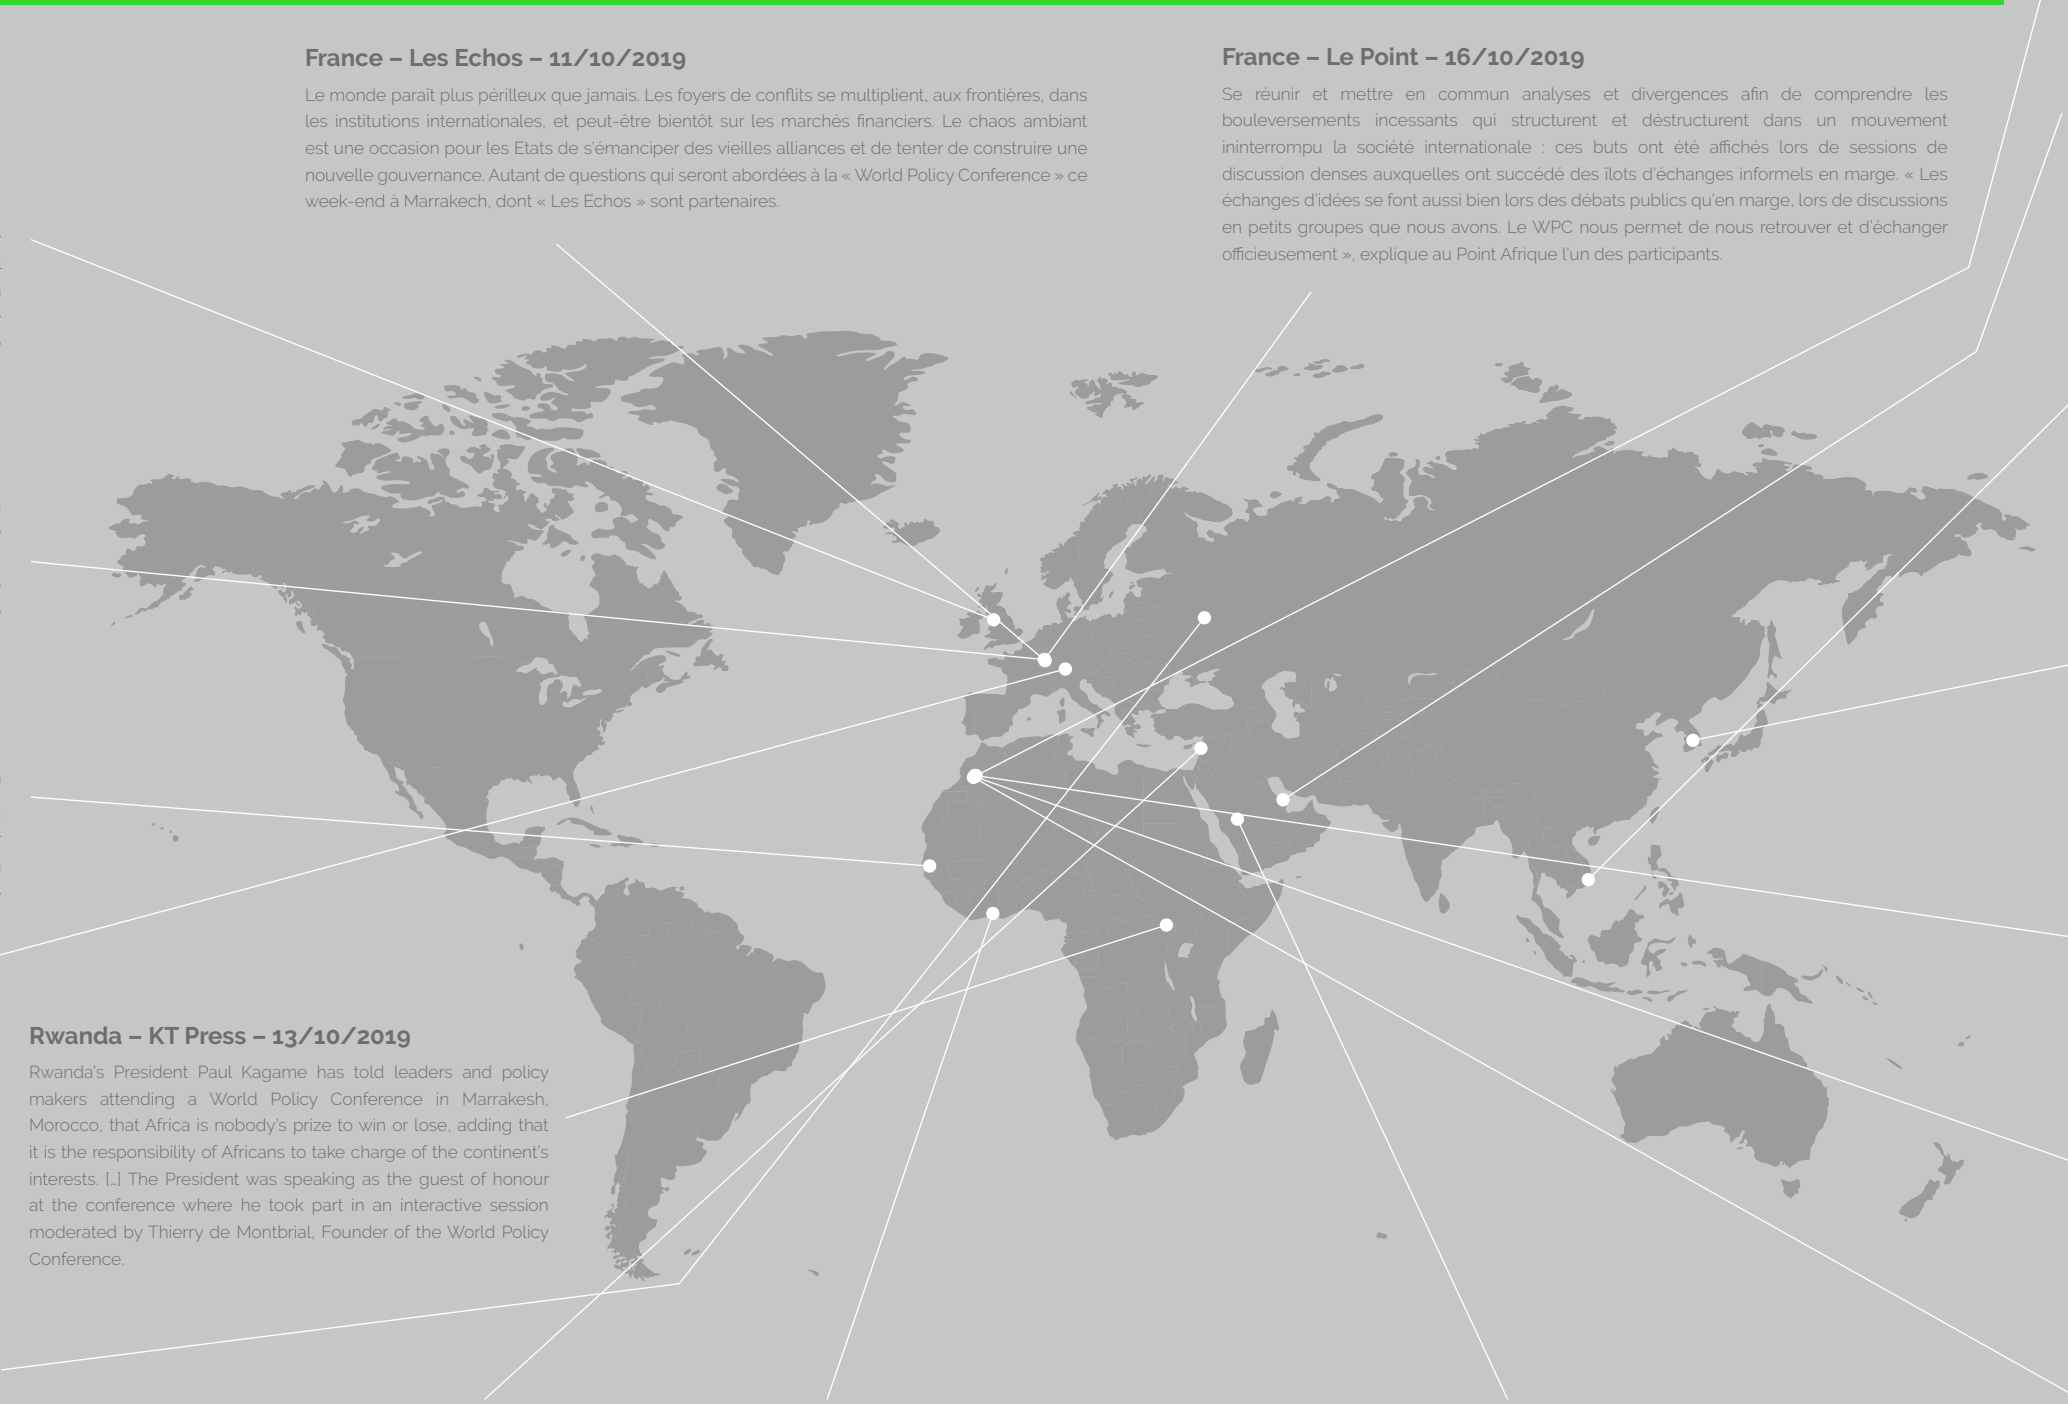 France – Les Echos – 11/10/2019
Le monde paraît plus périlleux que jamais. Les foyers de conflits se multiplient, aux frontières, dans
les institutions internationales, et peut-être bientôt sur les marchés financiers. Le chaos ambiant
est une occasion pour les Etats de s'émanciper des vieilles alliances et de tenter de construire une
nouvelle gouvernance. Autant de questions qui seront abordées à la « World Policy Conference » ce
week-end à Marrakech, dont « Les Echos » sont partenaires.
France – Le Point – 16/10/2019
Se réunir et mettre en commun analyses et divergences afin de comprendre les
bouleversements incessants qui structurent et déstructurent dans un mouvement
ininterrompu la société internationale : ces buts ont été affichés lors de sessions de
discussion denses auxquelles ont succédé des îlots d'échanges informels en marge. « Les
échanges d'idées se font aussi bien lors des débats publics qu'en marge, lors de discussions
en petits groupes que nous avons. Le WPC nous permet de nous retrouver et d'échanger
officieusement », explique au Point Afrique l'un des participants.
Rwanda – KT Press – 13/10/2019
Rwanda's President Paul Kagame has told leaders and policy
makers attending a World Policy Conference in Marrakesh,
Morocco, that Africa is nobody's prize to win or lose, adding that
it is the responsibility of Africans to take charge of the continent's
interests. […] The President was speaking as the guest of honour
at the conference where he took part in an interactive session
moderated by Thierry de Montbrial, Founder of the World Policy
Conference.